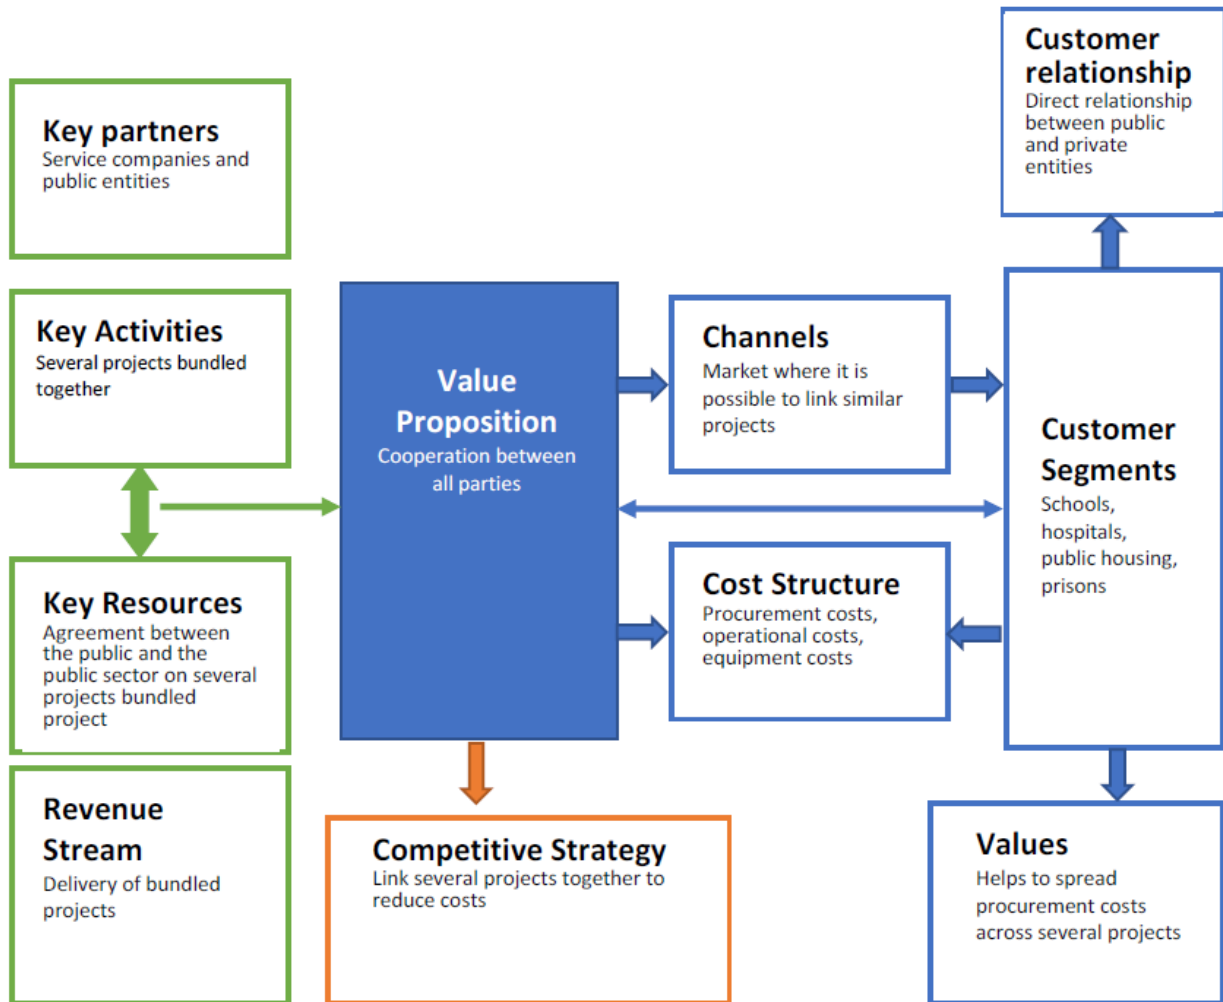 Key partners
Service companies and
public entities
Key Activities
Several projects bundled
together
Key Resources
Agreement between
the public and the
public sector on several
projects bundled
project
Revenue
Stream
Delivery of bundled
projects
Value
Proposition
Cooperation between
all parties
Competitive Strategy
Link several projects together to
reduce costs
Channels
Market where it is
possible to link similar
projects
Cost Structure
Procurement costs,
operational costs,
equipment costs
Customer
relationship
Direct relationship
between public
and private
entities
Customer
Segments
Schools,
hospitals,
public housing,
prisons
Values
Helps to spread
procurement costs
across several projects